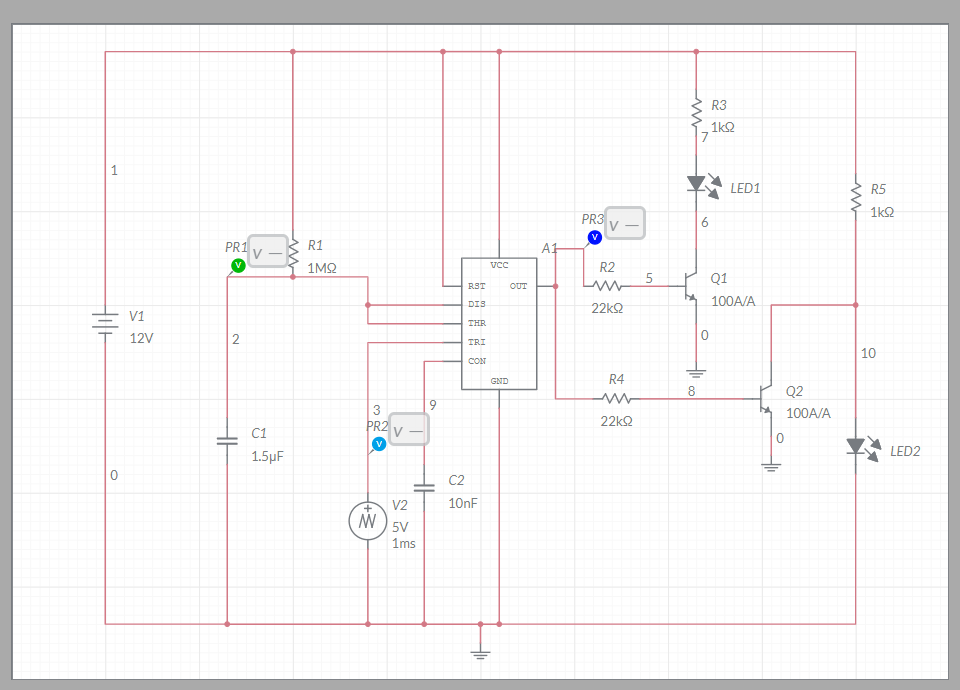 R3
1kΩ
7
1
LED1
R5
1kΩ
PR3
V
V —
6
PR1
V
V —
R1
1MΩ
A1
VCC
RST
DIS
THR
TRI
CON
OUT
GND
R2
22kΩ
5
Q1
100A/A
0
V1
12V
2
10
R4
22kΩ
8
Q2
100A/A
0
3
9
PR2
V
V —
C1
1.5µF
LED2
0
C2
10nF
V2
5V
1ms